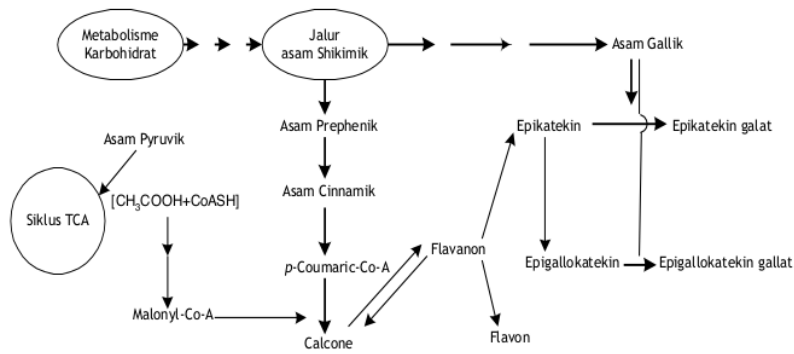 Metabolisme
Karbohidrat
Jalur
asam Shikimik
Asam Gallik
Asam Prephenik
Epikatekin
Epikatekin galat
Asam Pyruvik
Asam Cinnamik
[CH₃COOH+CoASH]
Siklus TCA
Flavanon
p-Coumaric-Co-A
Epigallokatekin
Epigallokatekin gallat
Malonyl-Co-A
Calcone
Flavon